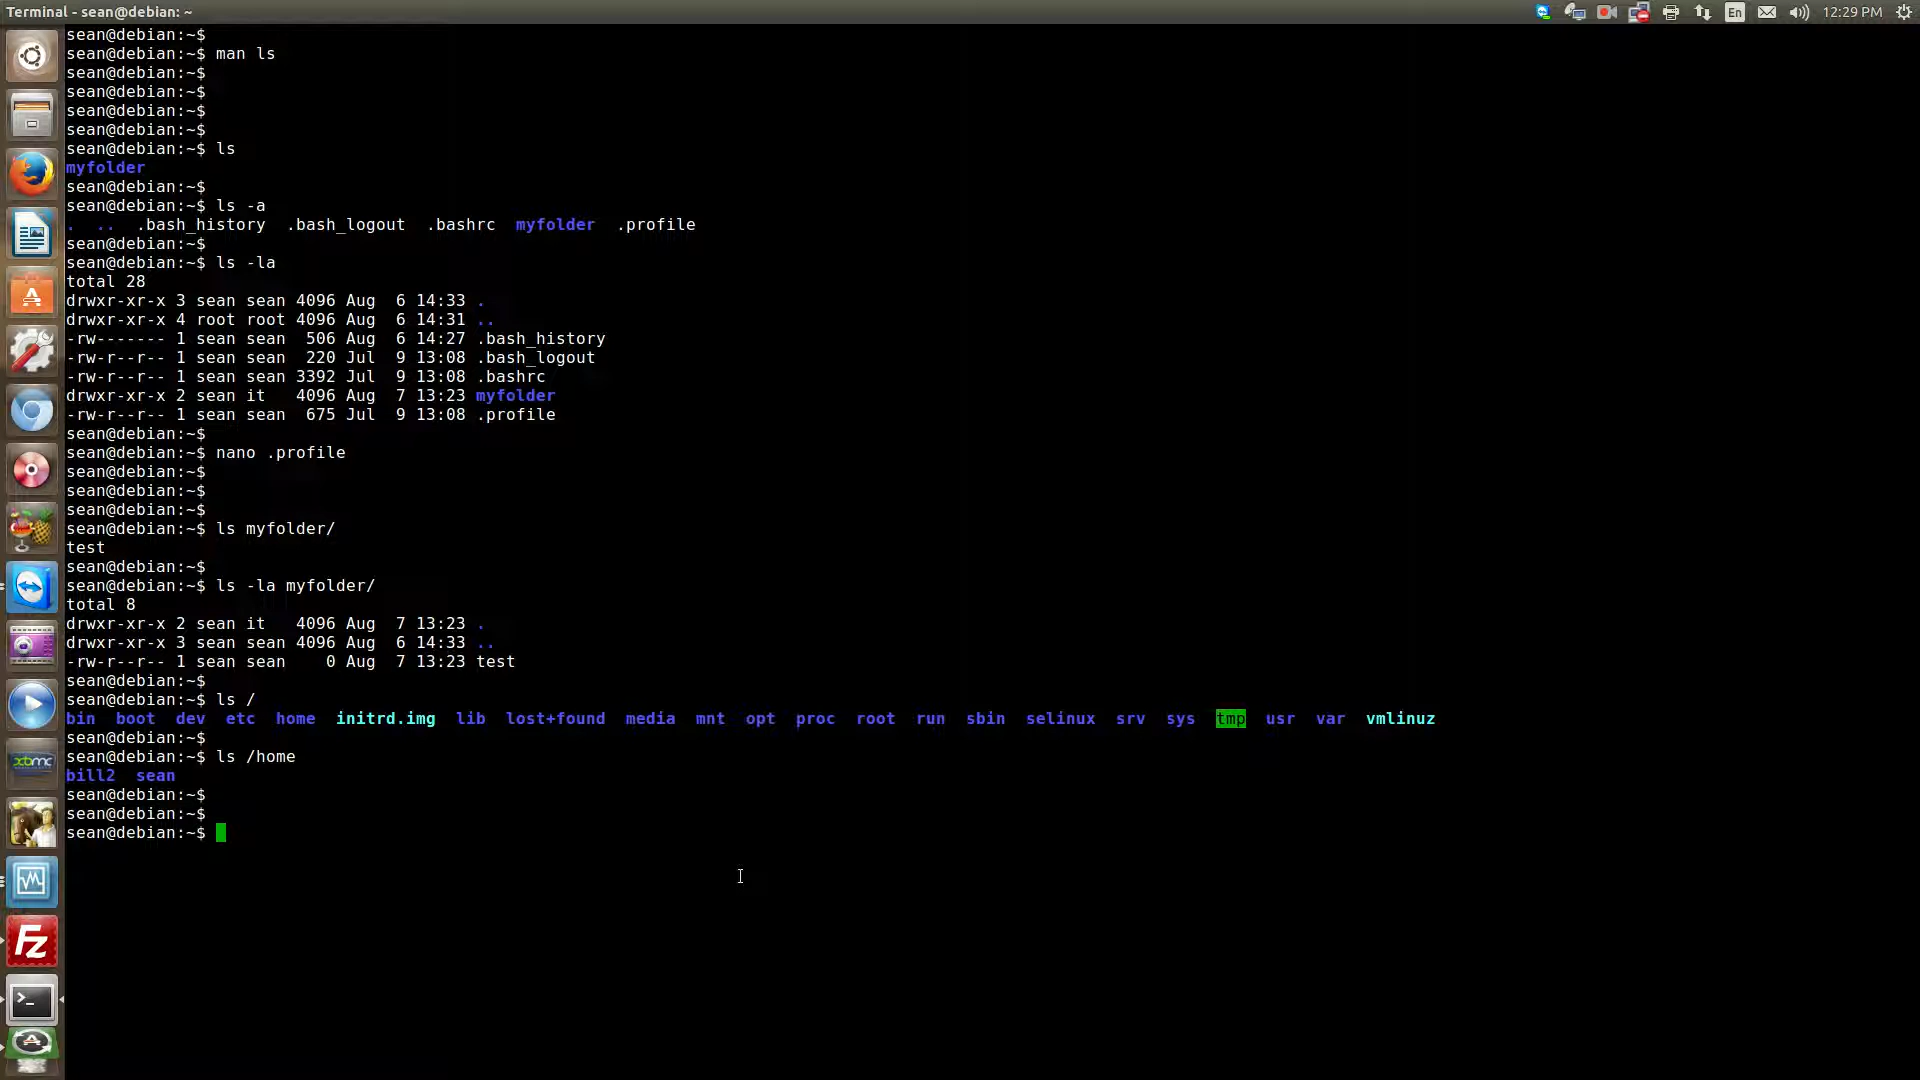 Terminal - sean@debian: ~
En
12:29 PM
sean@debian:~$
sean@debian:~$ man ls
sean@debian:~$
sean@debian:~$
sean@debian:~$
sean@debian:~$
sean@debian:~$ ls
myfolder
sean@debian:~$
sean@debian:~$ ls -a
.  ..  .bash_history  .bash_logout  .bashrc  myfolder  .profile
sean@debian:~$
sean@debian:~$ ls -la
total 28
drwxr-xr-x 3 sean sean 4096 Aug  6 14:33 .
drwxr-xr-x 4 root root 4096 Aug  6 14:31 ..
-rw------- 1 sean sean  506 Aug  6 14:27 .bash_history
-rw-r--r-- 1 sean sean  220 Jul  9 13:08 .bash_logout
-rw-r--r-- 1 sean sean 3392 Jul  9 13:08 .bashrc
drwxr-xr-x 2 sean it   4096 Aug  7 13:23 myfolder
-rw-r--r-- 1 sean sean  675 Jul  9 13:08 .profile
sean@debian:~$
sean@debian:~$ nano .profile
sean@debian:~$
sean@debian:~$
sean@debian:~$
sean@debian:~$ ls myfolder/
test
sean@debian:~$
sean@debian:~$ ls -la myfolder/
total 8
drwxr-xr-x 2 sean it   4096 Aug  7 13:23 .
drwxr-xr-x 3 sean sean 4096 Aug  6 14:33 ..
-rw-r--r-- 1 sean sean    0 Aug  7 13:23 test
sean@debian:~$
sean@debian:~$ ls /
bin  boot  dev  etc  home  initrd.img  lib  lost+found  media  mnt  opt  proc  root  run  sbin  selinux  srv  sys  tmp  usr  var  vmlinuz
sean@debian:~$
sean@debian:~$ ls /home
bill2  sean
sean@debian:~$
sean@debian:~$
sean@debian:~$
xbmc
Fz
>_